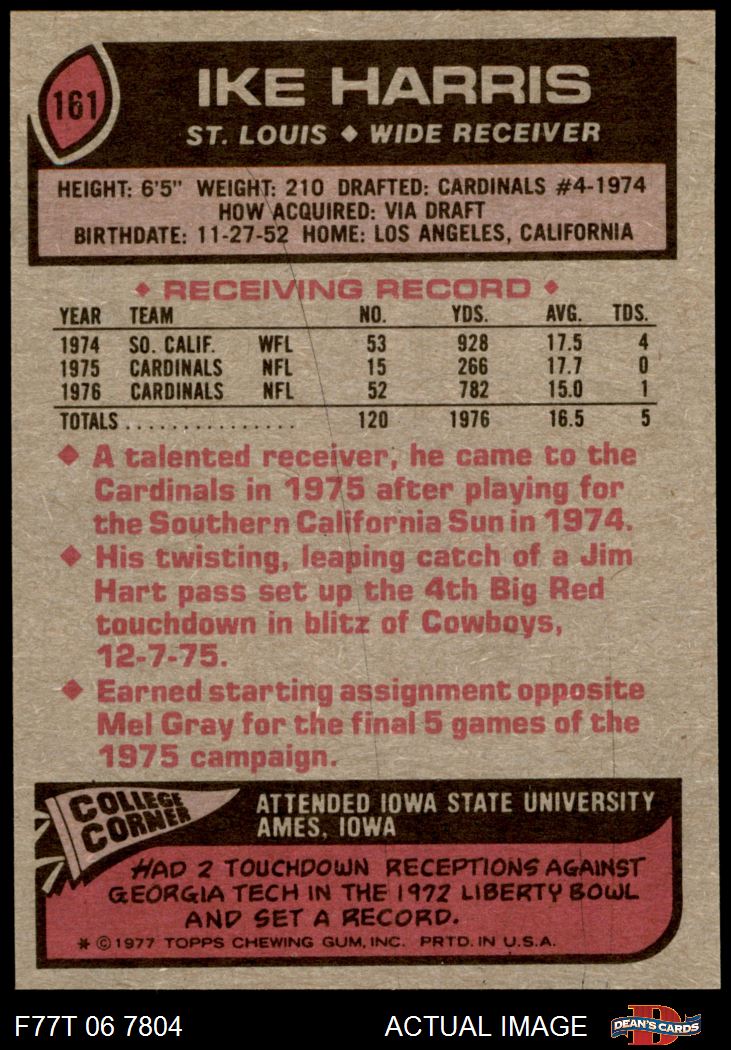 161
IKE HARRIS
ST. LOUIS ♦ WIDE RECEIVER
HEIGHT: 6'5" WEIGHT: 210 DRAFTED: CARDINALS #4-1974
HOW ACQUIRED: VIA DRAFT
BIRTHDATE: 11-27-52 HOME: LOS ANGELES, CALIFORNIA
♦ RECEIVING RECORD ♦
YEAR TEAM NO. YDS. AVG. TDS.
1974 SO. CALIF. WFL 53 928 17.5 4
1975 CARDINALS NFL 15 266 17.7 0
1976 CARDINALS NFL 52 782 15.0 1
TOTALS ............... 120 1976 16.5 5
♦ A talented receiver, he came to the
Cardinals in 1975 after playing for
the Southern California Sun in 1974.
♦ His twisting, leaping catch of a Jim
Hart pass set up the 4th Big Red
touchdown in blitz of Cowboys,
12-7-75.
♦ Earned starting assignment opposite
Mel Gray for the final 5 games of the
1975 campaign.
COLLEGE
CORNER
ATTENDED IOWA STATE UNIVERSITY
AMES, IOWA
HAD 2 TOUCHDOWN RECEPTIONS AGAINST
GEORGIA TECH IN THE 1972 LIBERTY BOWL
AND SET A RECORD.
* © 1977 TOPPS CHEWING GUM, INC. PRTD. IN U.S.A.
F77T 06 7804 ACTUAL IMAGE
D
DEAN'S CARDS